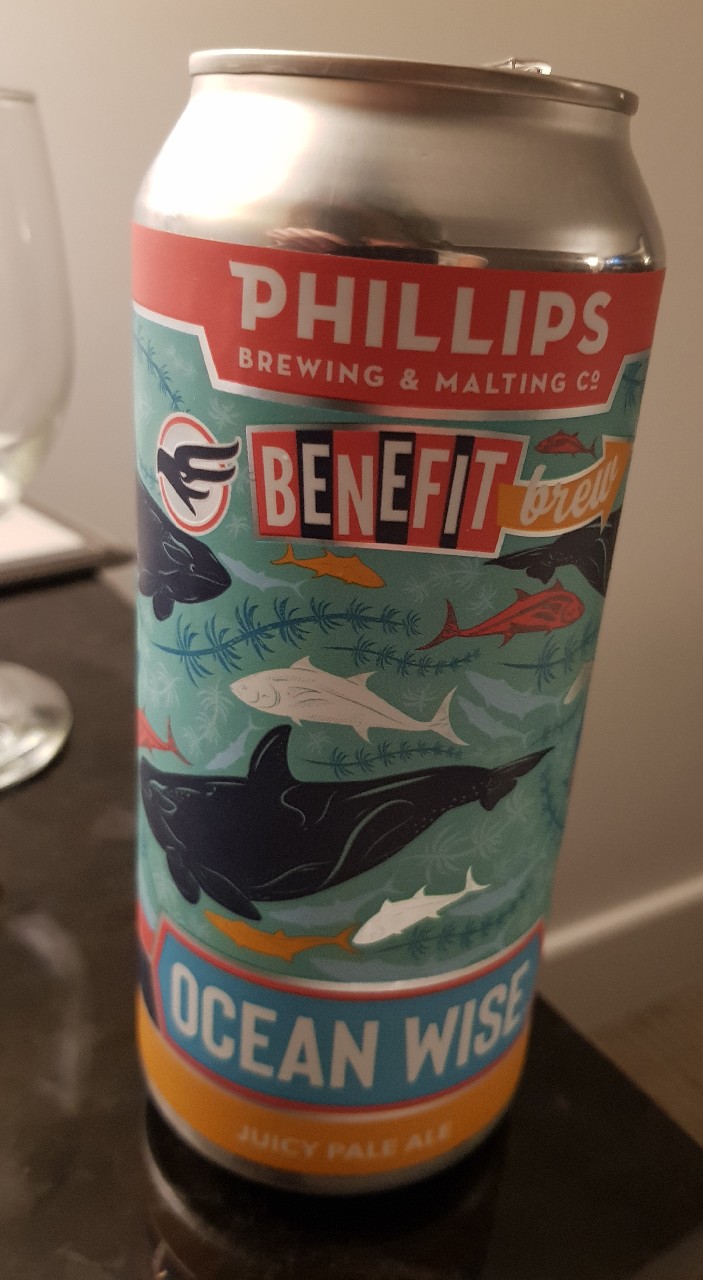 PHILLIPS
BREWING & MALTING Cº
BENEFIT
brew
OCEAN WISE
JUICY PALE ALE